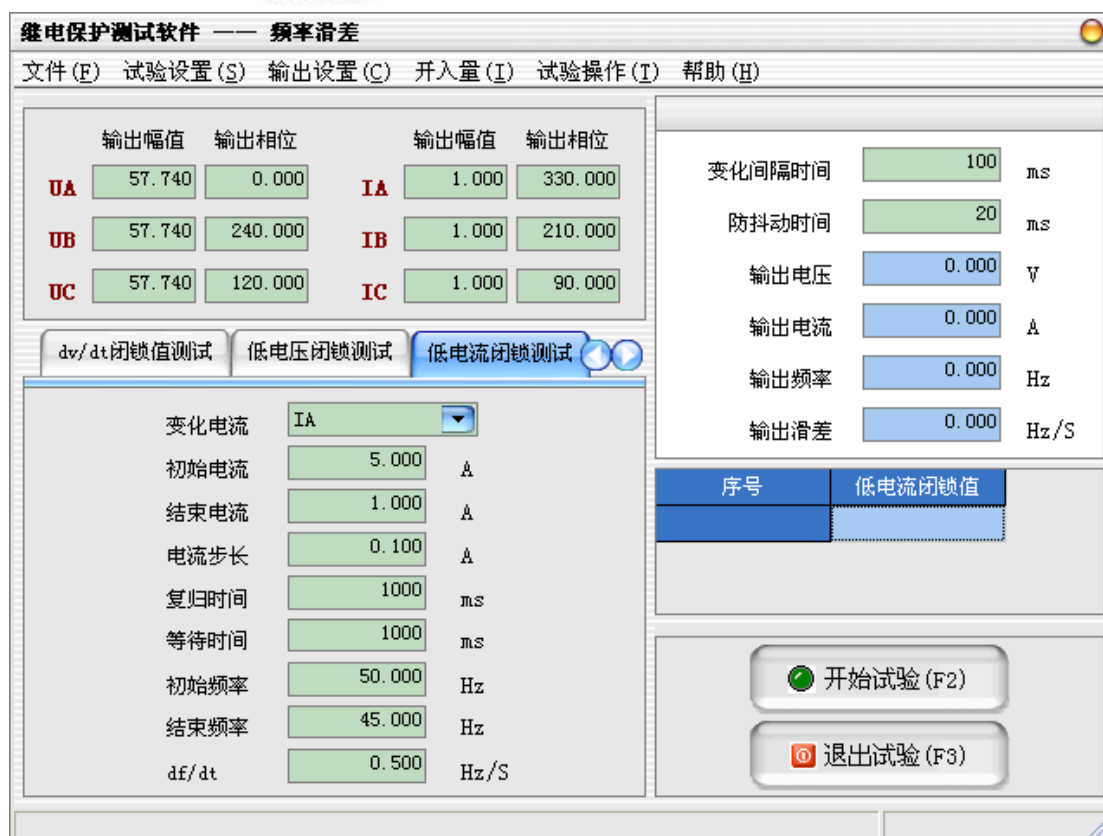 继电保护测试软件 —— 频率滑差
文件(F) 试验设置(S) 输出设置(C) 开入量(I) 试验操作(T) 帮助(H)
输出幅值 输出相位 输出幅值 输出相位
UA 57.740 0.000 IA 1.000 330.000
UB 57.740 240.000 IB 1.000 210.000
UC 57.740 120.000 IC 1.000 90.000
dv/dt闭锁值测试 低电压闭锁测试 低电流闭锁测试
变化电流 IA
初始电流 5.000 A
结束电流 1.000 A
电流步长 0.100 A
复归时间 1000 ms
等待时间 1000 ms
初始频率 50.000 Hz
结束频率 45.000 Hz
df/dt 0.500 Hz/S
变化间隔时间 100 ms
防抖动时间 20 ms
输出电压 0.000 V
输出电流 0.000 A
输出频率 0.000 Hz
输出滑差 0.000 Hz/S
序号 低电流闭锁值
开始试验(F2)
退出试验(F3)